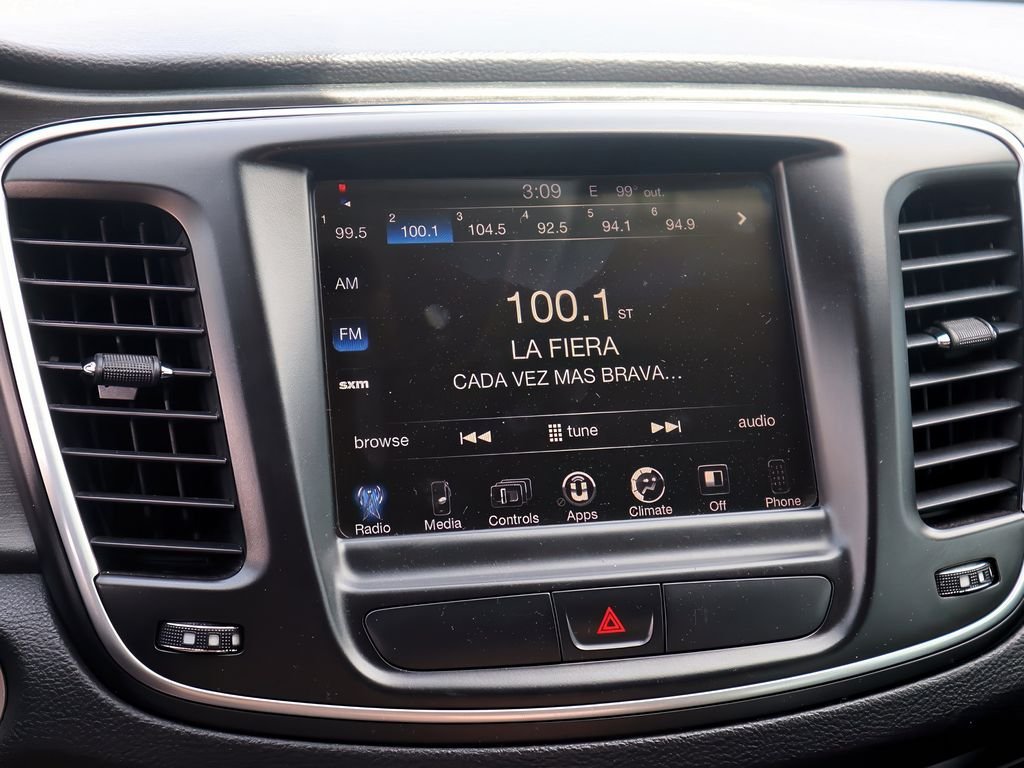 3:09 E 99° out.
1 2 3 4 5 6
99.5 100.1 104.5 92.5 94.1 94.9
AM
100.1 ST
FM
LA FIERA
CADA VEZ MAS BRAVA...
sxm
browse tune audio
Radio Media Controls Apps Climate Off Phone